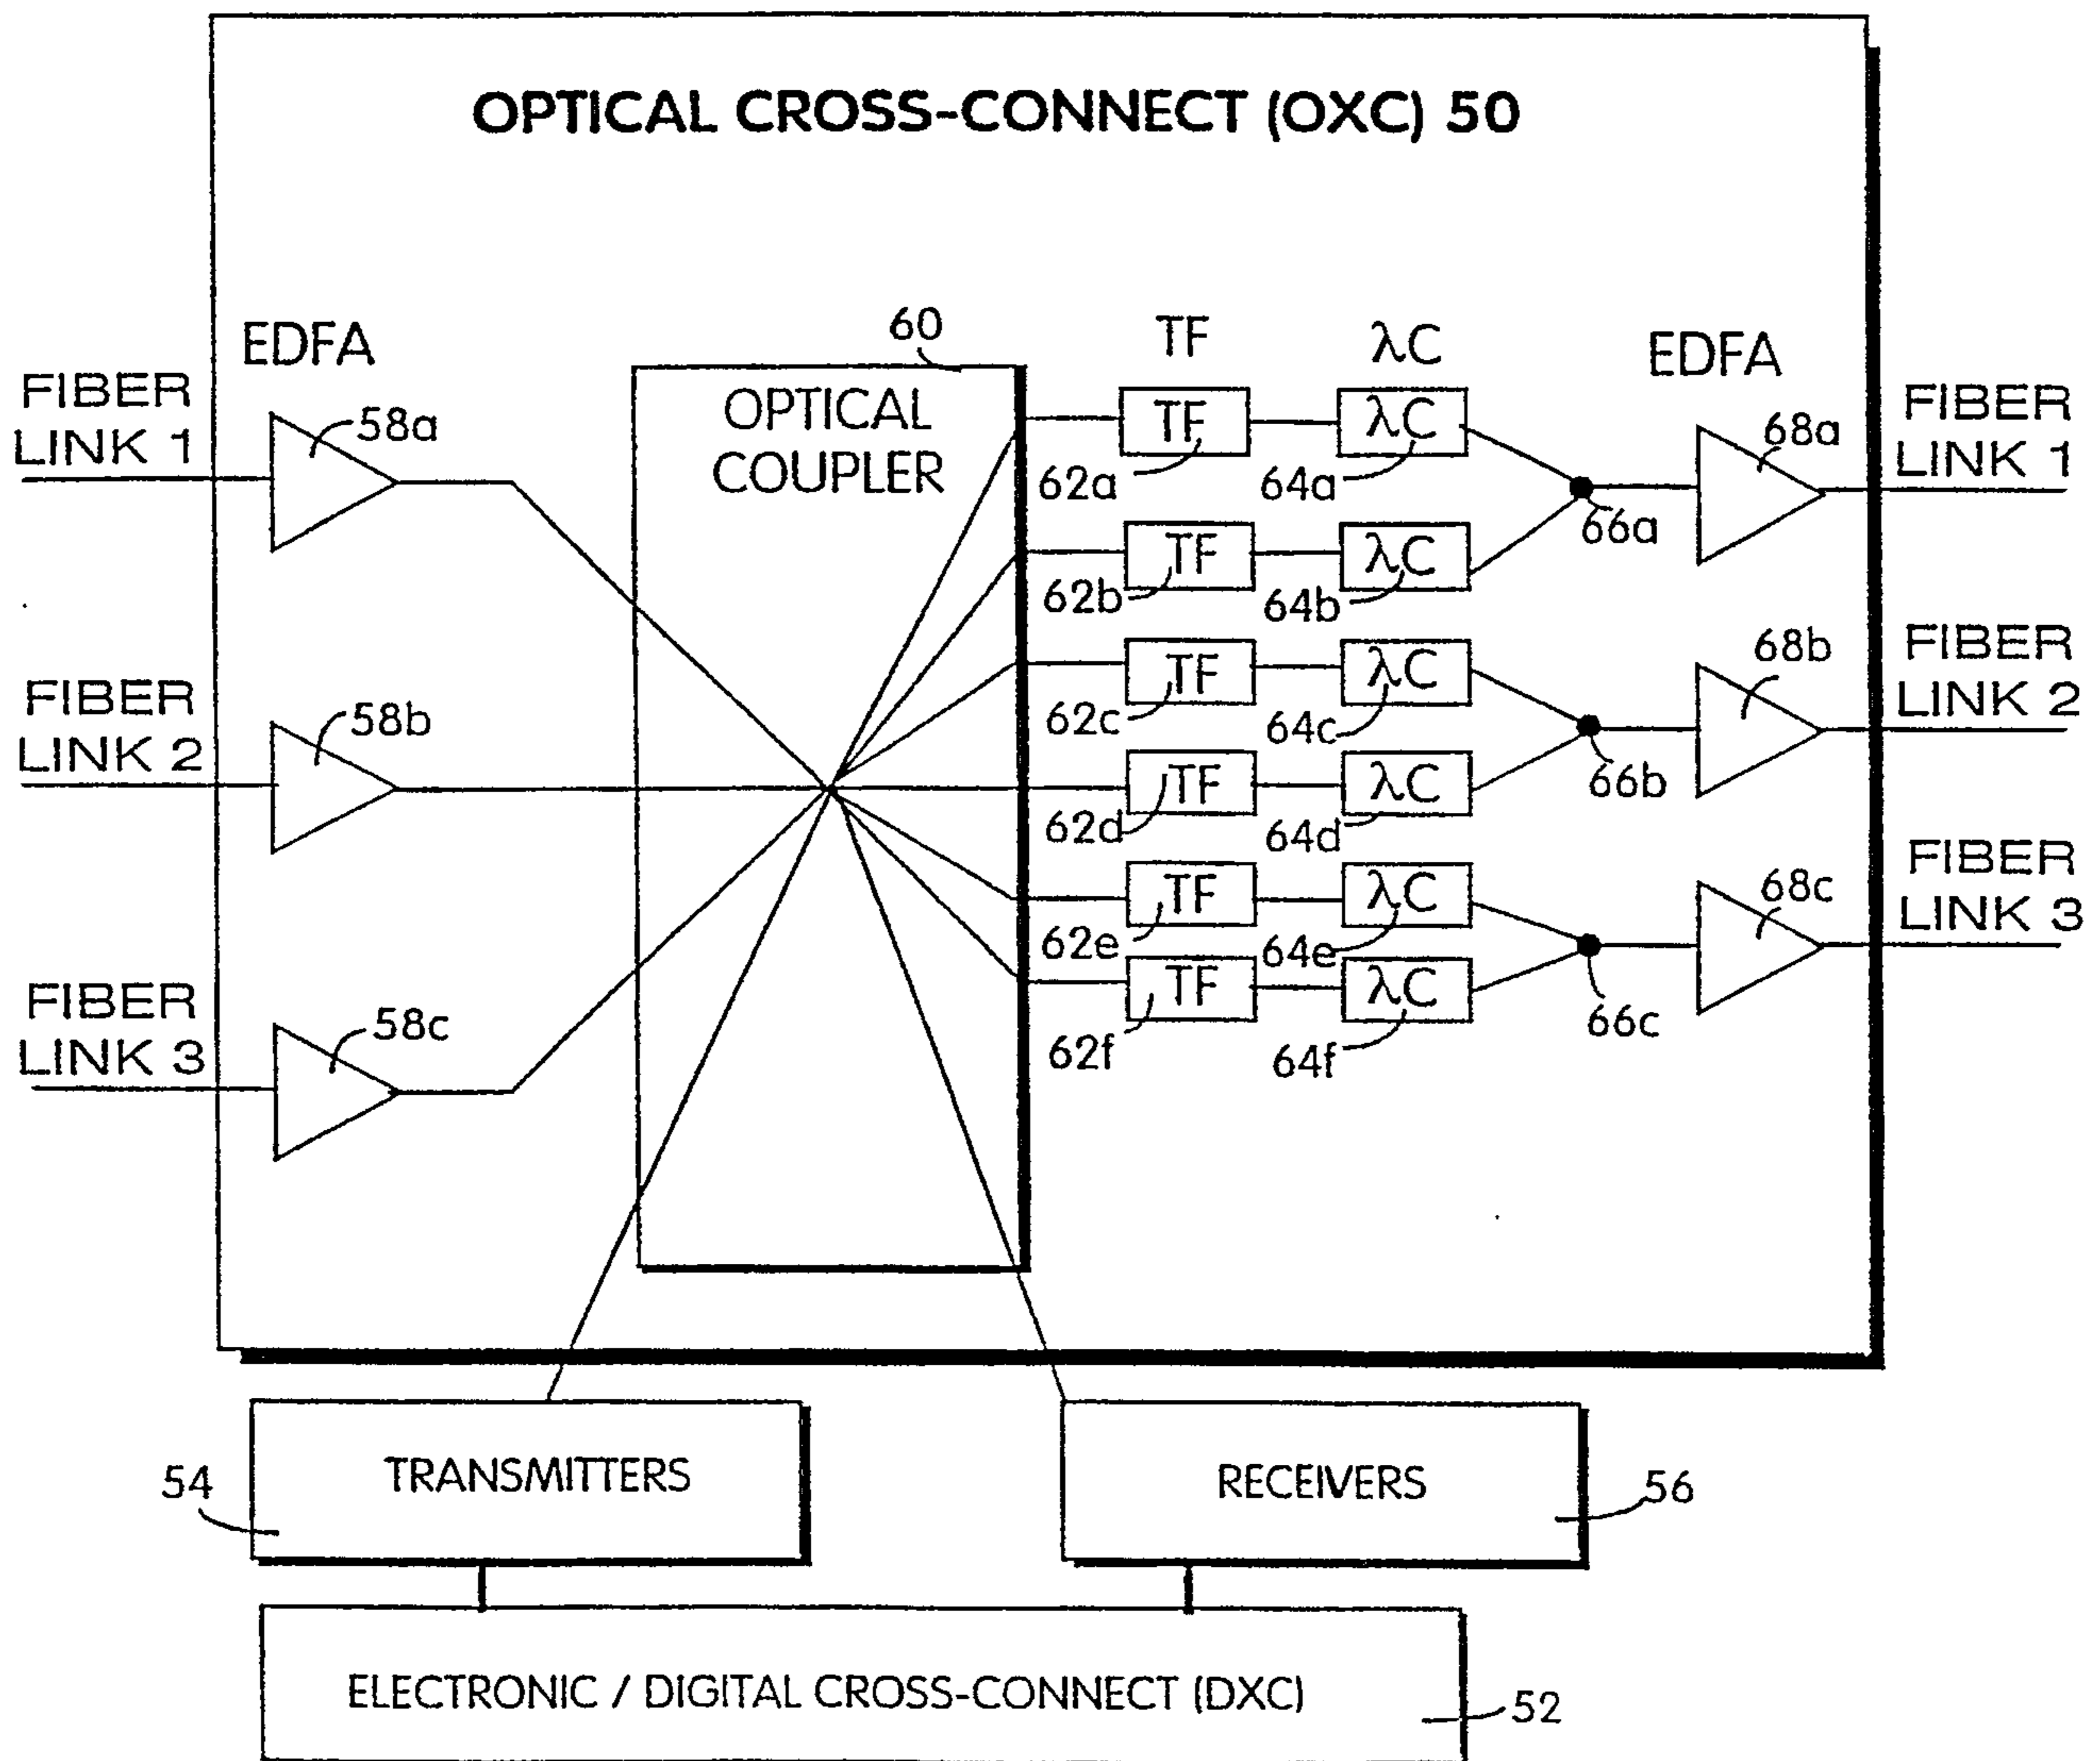 OPTICAL CROSS-CONNECT (OXC) 50
EDFA
60
TF
λC
EDFA
FIBER
LINK 1
58a
OPTICAL
COUPLER
TF
62a
λC
64a
66a
68a
FIBER
LINK 1
TF
62b
λC
64b
FIBER
LINK 2
58b
TF
62c
λC
64c
66b
68b
FIBER
LINK 2
TF
62d
λC
64d
TF
62e
λC
64e
66c
68c
FIBER
LINK 3
FIBER
LINK 3
58c
TF
62f
λC
64f
TRANSMITTERS
54
RECEIVERS
56
ELECTRONIC / DIGITAL CROSS-CONNECT (DXC)
52